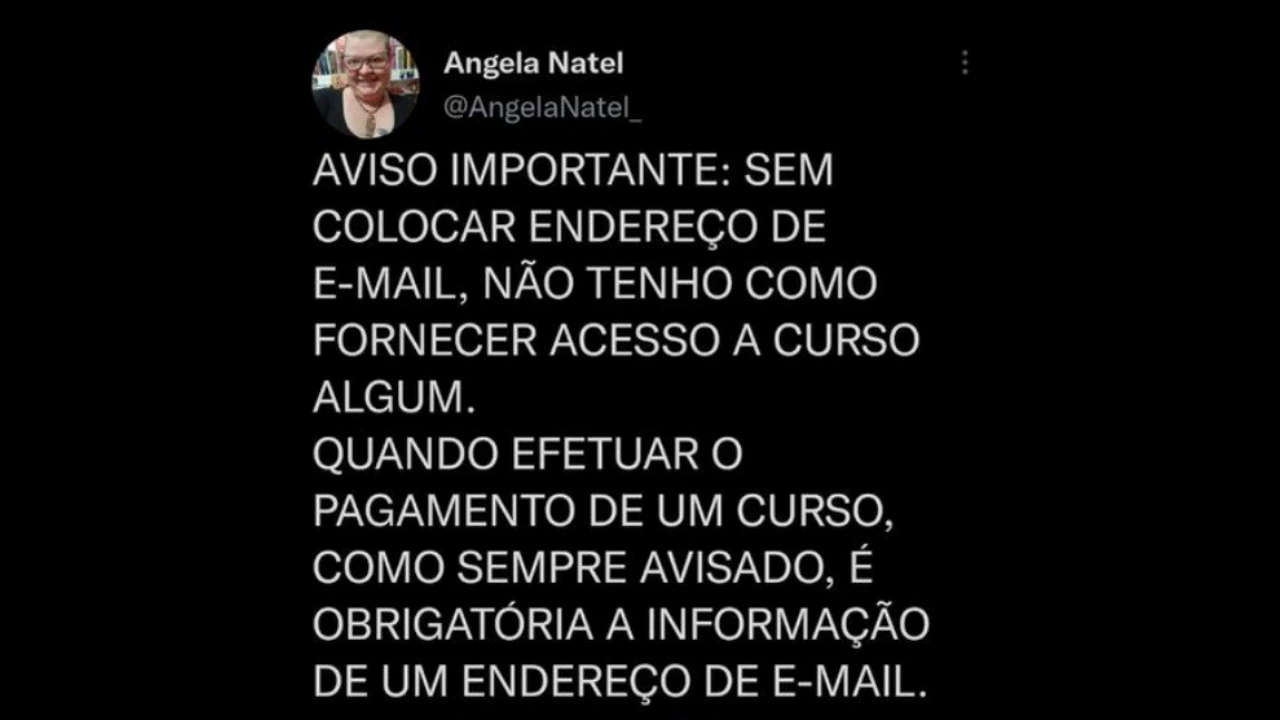 Angela Natel
@AngelaNatel_
AVISO IMPORTANTE: SEM
COLOCAR ENDEREÇO DE
E-MAIL, NÃO TENHO COMO
FORNECER ACESSO A CURSO
ALGUM.
QUANDO EFETUAR O
PAGAMENTO DE UM CURSO,
COMO SEMPRE AVISADO, É
OBRIGATÓRIA A INFORMAÇÃO
DE UM ENDEREÇO DE E-MAIL.